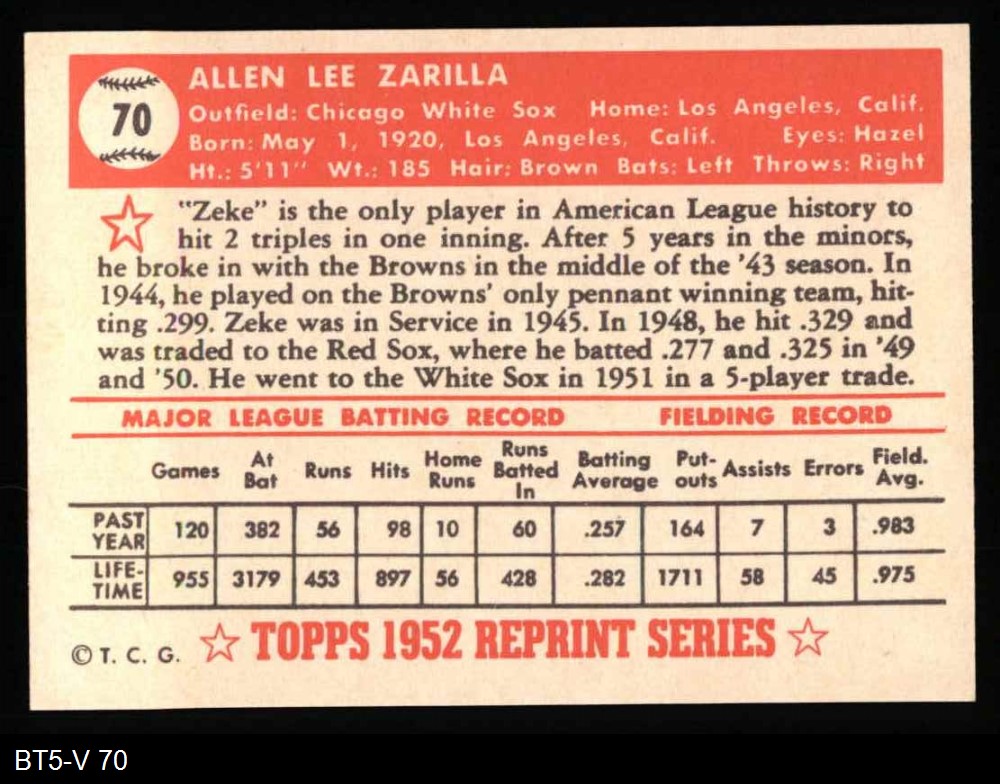 70
ALLEN LEE ZARILLA
Outfield: Chicago White Sox Home: Los Angeles, Calif.
Born: May 1, 1920, Los Angeles, Calif. Eyes: Hazel
Ht.: 5'11" Wt.: 185 Hair: Brown Bats: Left Throws: Right
"Zeke" is the only player in American League history to
hit 2 triples in one inning. After 5 years in the minors,
he broke in with the Browns in the middle of the '43 season. In
1944, he played on the Browns' only pennant winning team, hit-
ting .299. Zeke was in Service in 1945. In 1948, he hit .329 and
was traded to the Red Sox, where he batted .277 and .325 in '49
and '50. He went to the White Sox in 1951 in a 5-player trade.
MAJOR LEAGUE BATTING RECORD FIELDING RECORD
Games At Bat Runs Hits Home Runs Runs Batted In Batting Average Put-outs Assists Errors Field. Avg.
PAST YEAR 120 382 56 98 10 60 .257 164 7 3 .983
LIFE-TIME 955 3179 453 897 56 428 .282 1711 58 45 .975
© T. C. G. TOPPS 1952 REPRINT SERIES
BT5-V 70